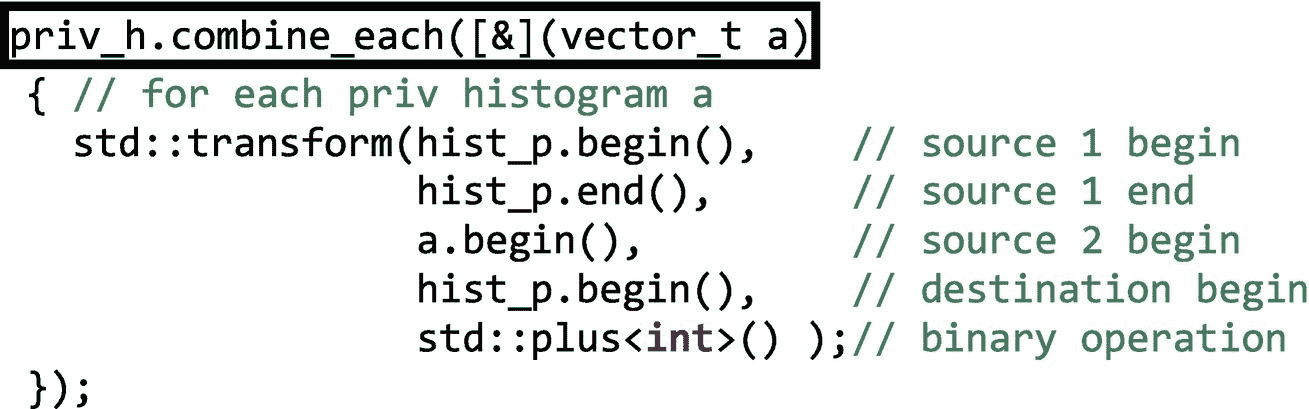 priv_h.combine_each([&](vector_t a)
{ // for each priv histogram a
std::transform(hist_p.begin(), // source 1 begin
hist_p.end(), // source 1 end
a.begin(), // source 2 begin
hist_p.begin(), // destination begin
std::plus<int>() );// binary operation
});